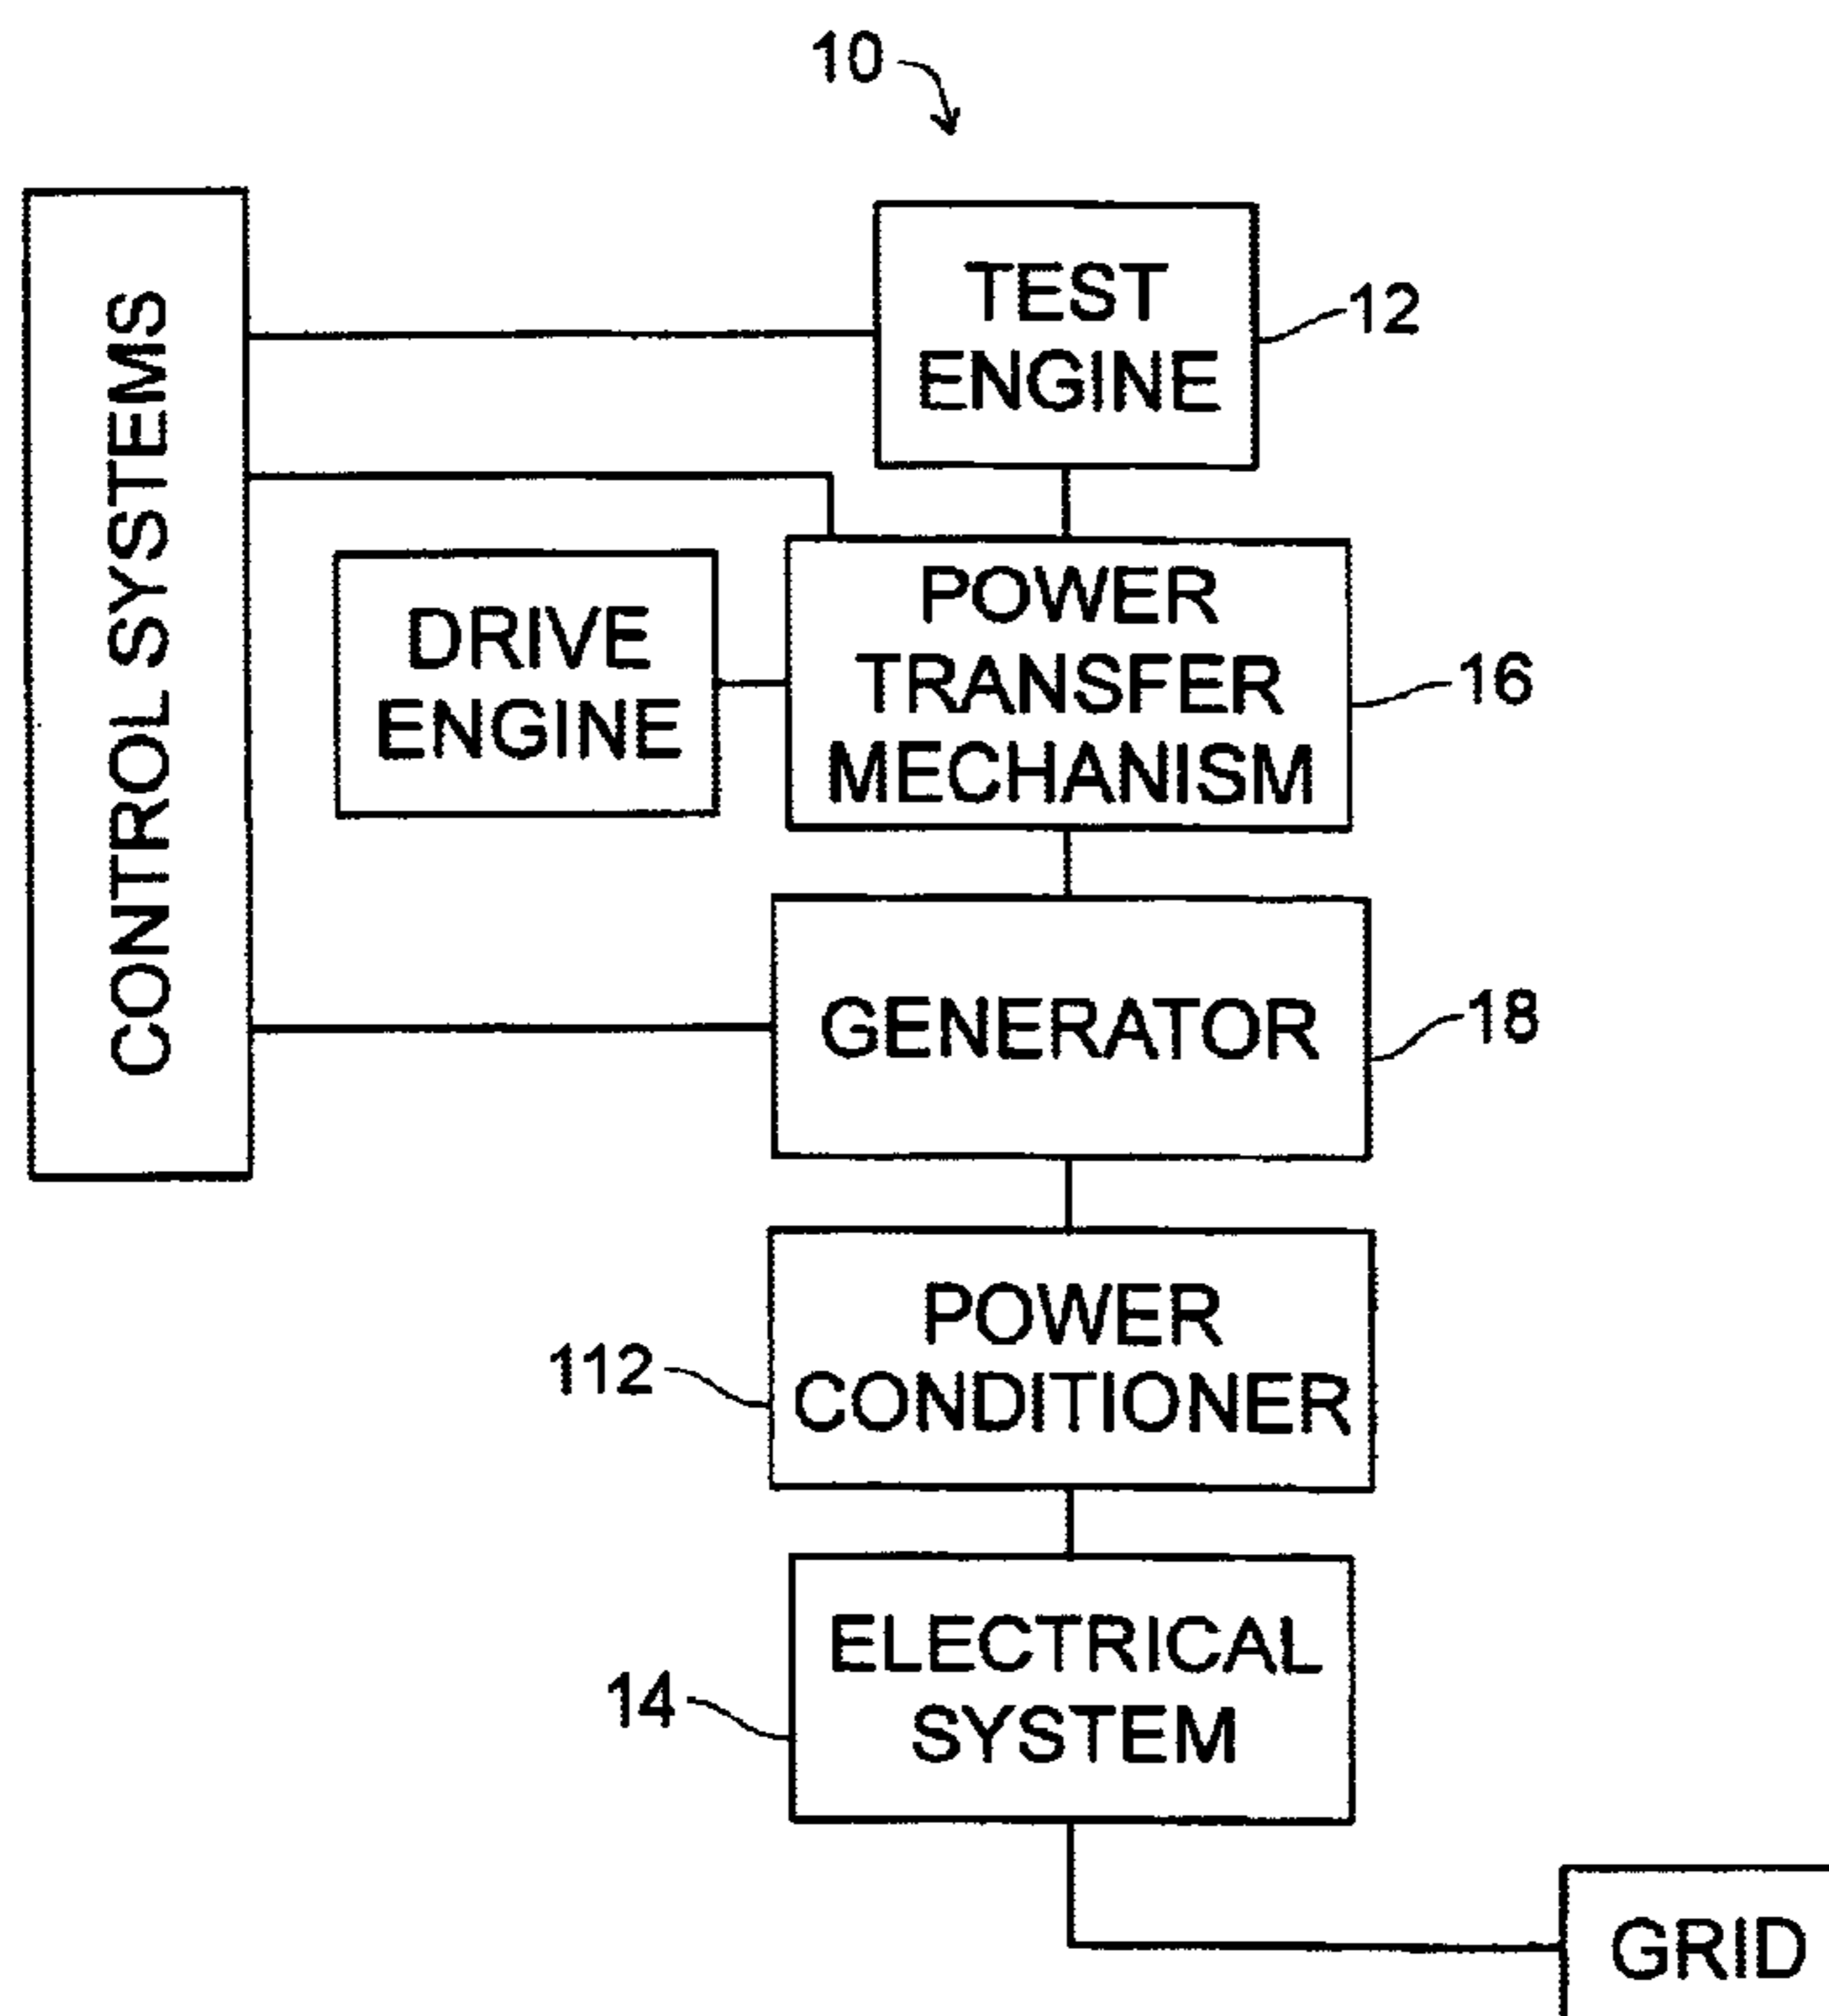 10
CONTROL SYSTEMS
TEST
ENGINE
12
DRIVE
ENGINE
POWER
TRANSFER
MECHANISM
16
GENERATOR
18
POWER
CONDITIONER
112
ELECTRICAL
SYSTEM
14
GRID